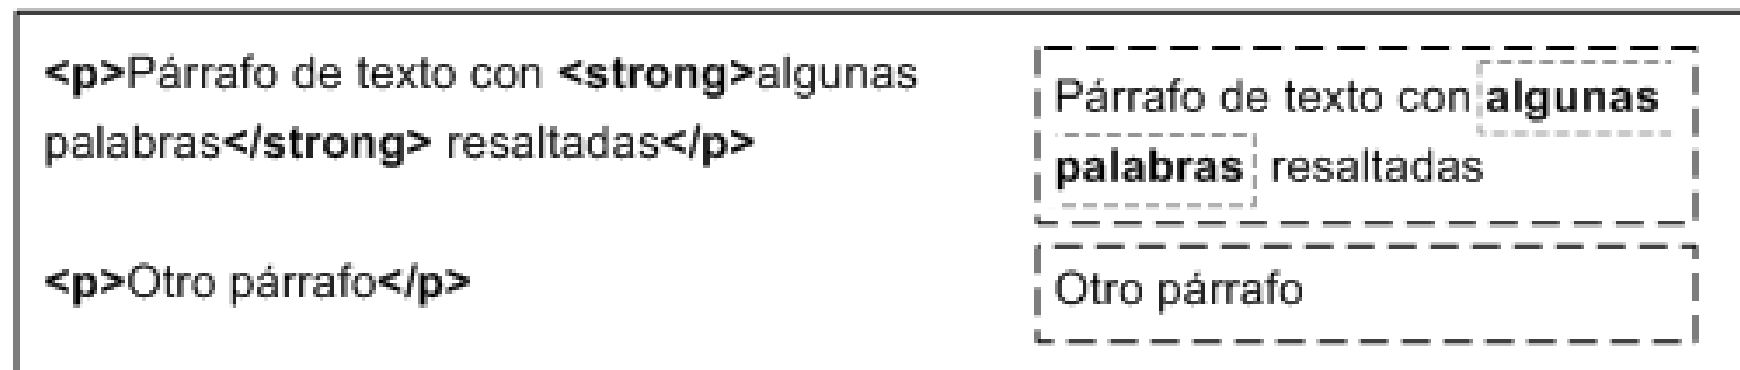 <p>Párrafo de texto con <strong>algunas
palabras</strong> resaltadas</p>
<p>Otro párrafo</p>
Párrafo de texto con algunas
palabras resaltadas
Otro párrafo